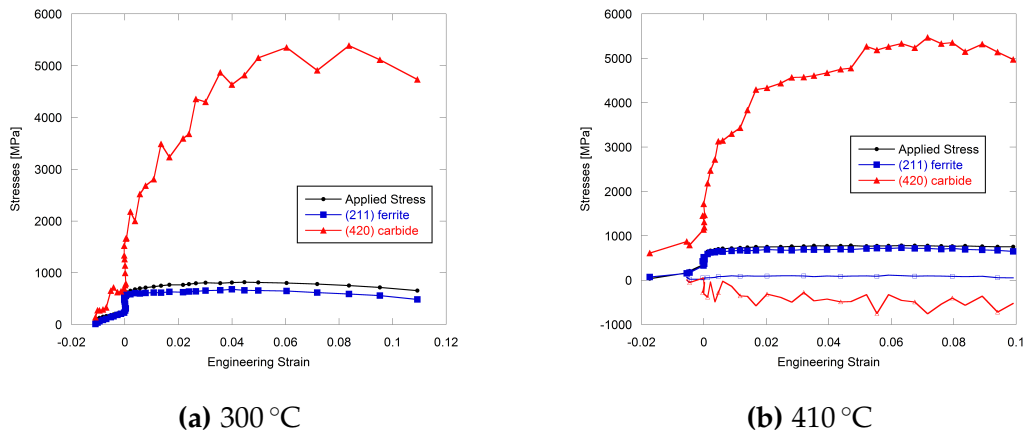 6000
5000
4000
3000
2000
1000
0
-0.02 0 0.02 0.04 0.06 0.08 0.1 0.12
Stresses [MPa]
Engineering Strain
Applied Stress
(211) ferrite
(420) carbide
(a) 300 °C
6000
5000
4000
3000
2000
1000
0
-1000
-0.02 0 0.02 0.04 0.06 0.08 0.1
Stresses [MPa]
Engineering Strain
Applied Stress
(211) ferrite
(420) carbide
(b) 410 °C